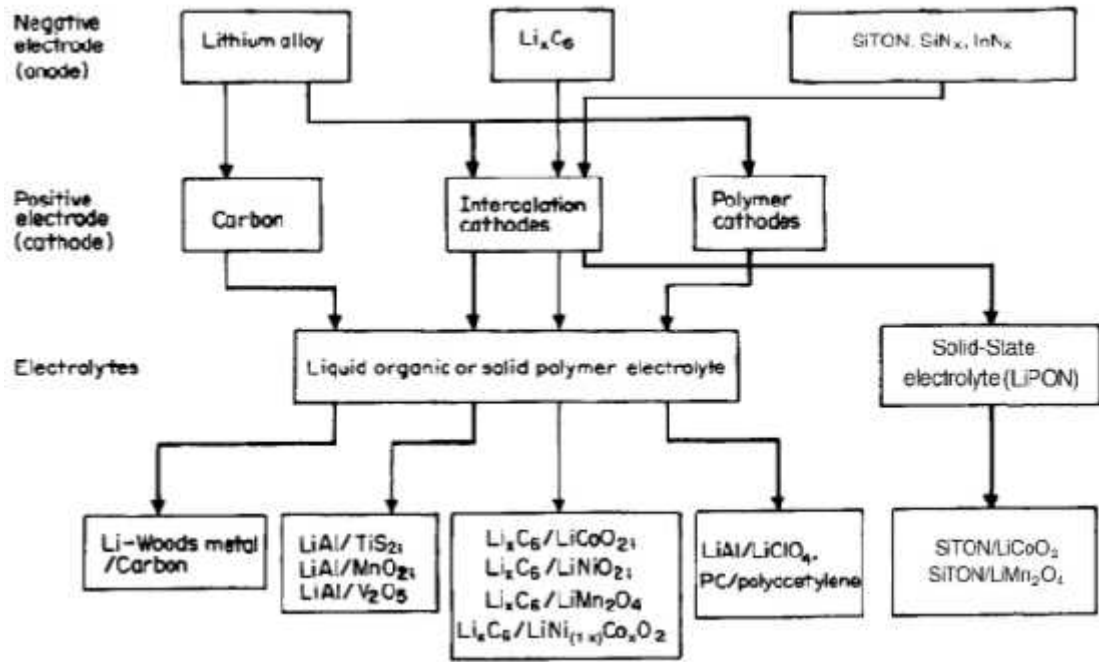 Negative
electrode
(anode)
Lithium alloy
LiₓC₆
SiTON, SiNₓ, InNₓ
Positive
electrode
(cathode)
Carbon
Intercalation
cathodes
Polymer
cathodes
Electrolytes
Liquid organic or solid polymer electrolyte
Solid-State
electrolyte (LiPON)
Li-Woods metal
/Carbon
LiAl/TiS₂;
LiAl/MnO₂;
LiAl/V₂O₅
LiₓC₆/LiCoO₂;
LiₓC₆/LiNiO₂;
LiₓC₆/LiMn₂O₄
LiₓC₆/LiNi₍₁₋ₓ₎CoₓO₂
LiAl/LiClO₄,
PC/polyacetylene
SiTON/LiCoO₂
SiTON/LiMn₂O₄